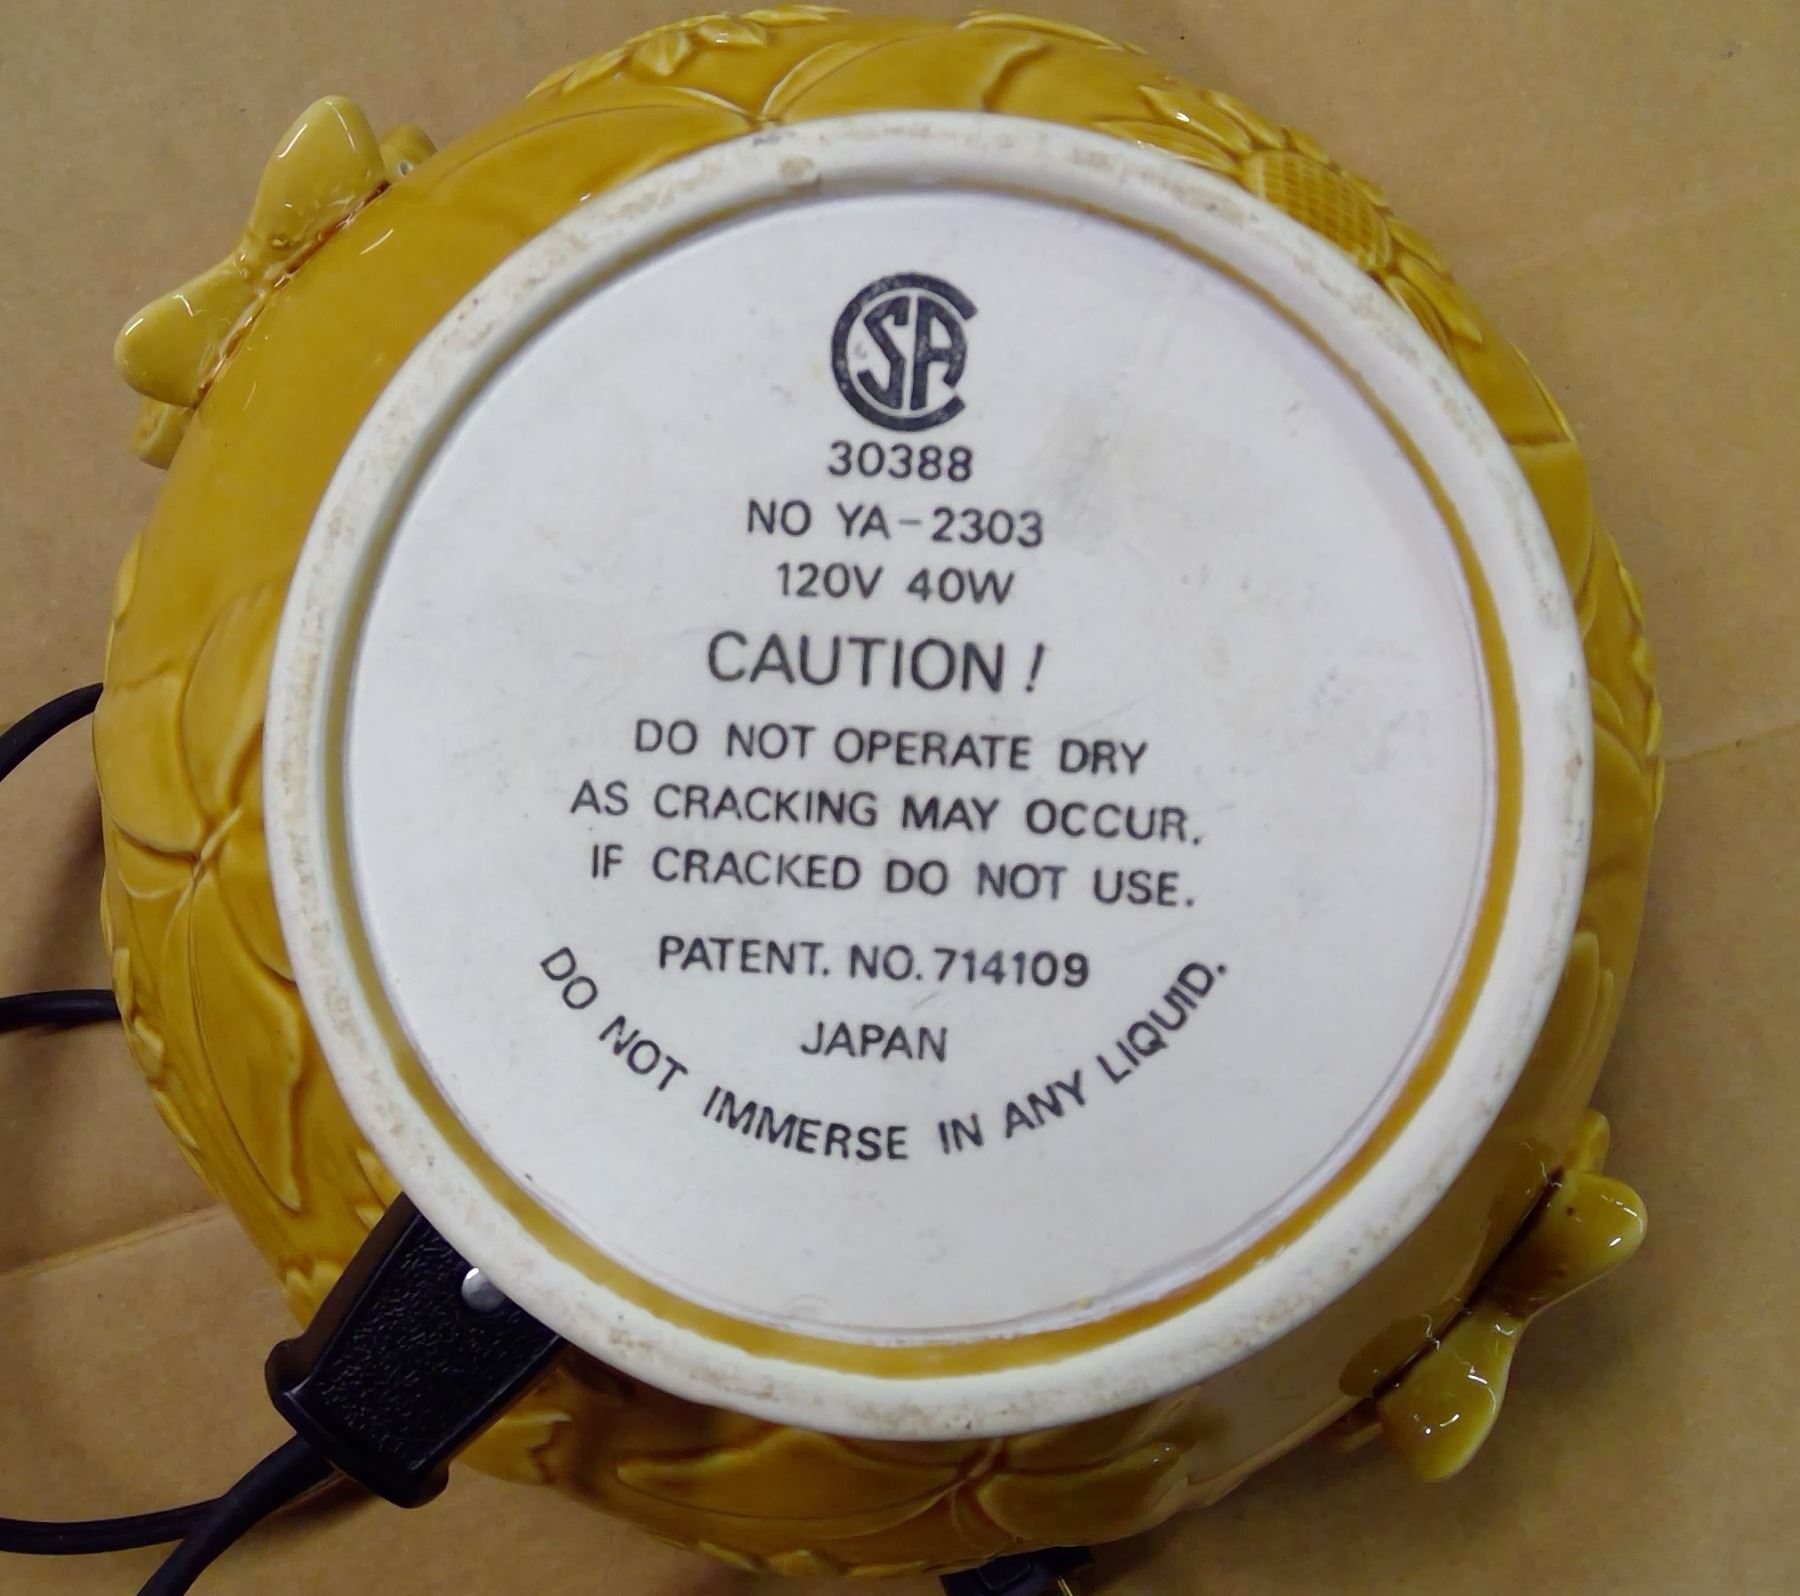 CSA
30388
NO YA-2303
120V 40W
CAUTION!
DO NOT OPERATE DRY
AS CRACKING MAY OCCUR.
IF CRACKED DO NOT USE.
PATENT. NO. 714109
JAPAN
DO NOT IMMERSE IN ANY LIQUID.